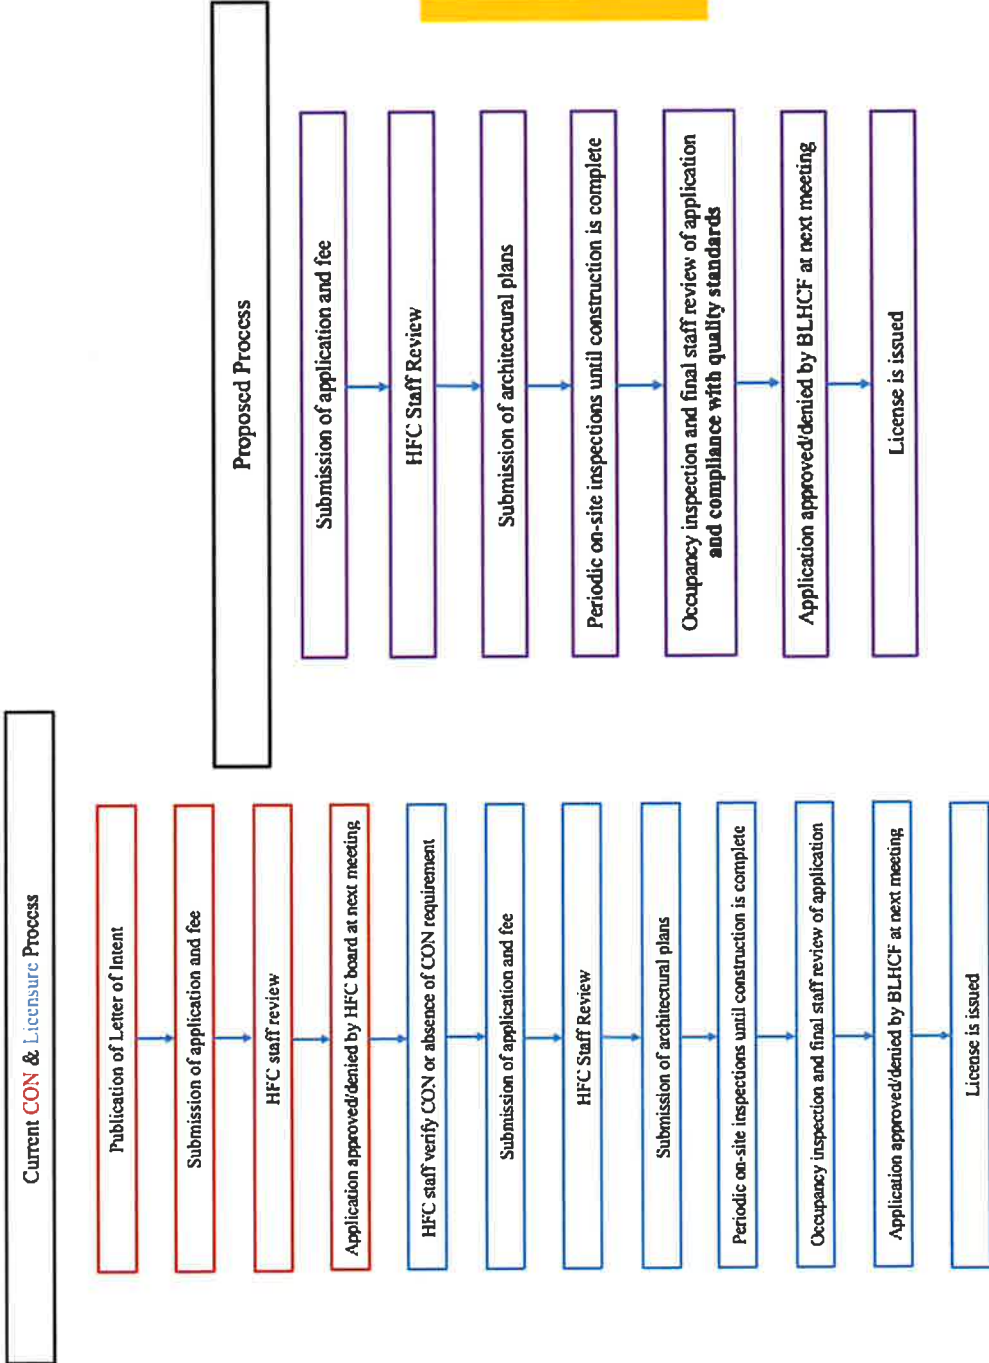 Current CON & Licensure Process
Publication of Letter of Intent
Submission of application and fee
HFC staff review
Application approved/denied by HFC board at next meeting
HFC staff verify CON or absence of CON requirement
Submission of application and fee
HFC Staff Review
Submission of architectural plans
Periodic on-site inspections until construction is complete
Occupancy inspection and final staff review of application
Application approved/denied by BLHCF at next meeting
License is issued
Proposed Process
Submission of application and fee
HFC Staff Review
Submission of architectural plans
Periodic on-site inspections until construction is complete
Occupancy inspection and final staff review of application
and compliance with quality standards
Application approved/denied by BLHCF at next meeting
License is issued